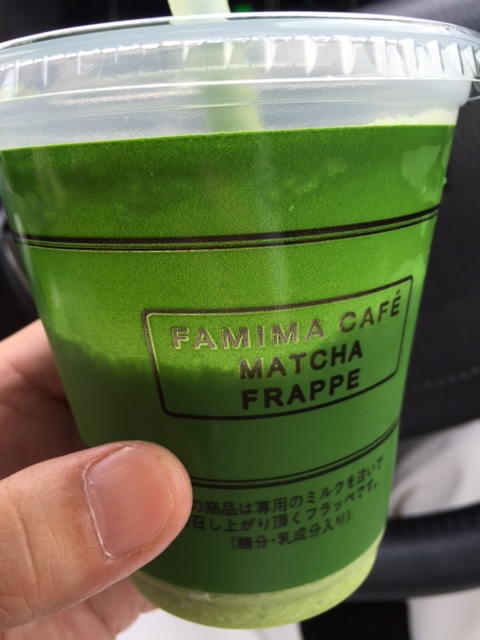 FAMIMA CAFÉ
MATCHA
FRAPPE
の商品は専用のミルクを注いで
召し上がり頂くフラッペです。
(糖分・乳成分入り)